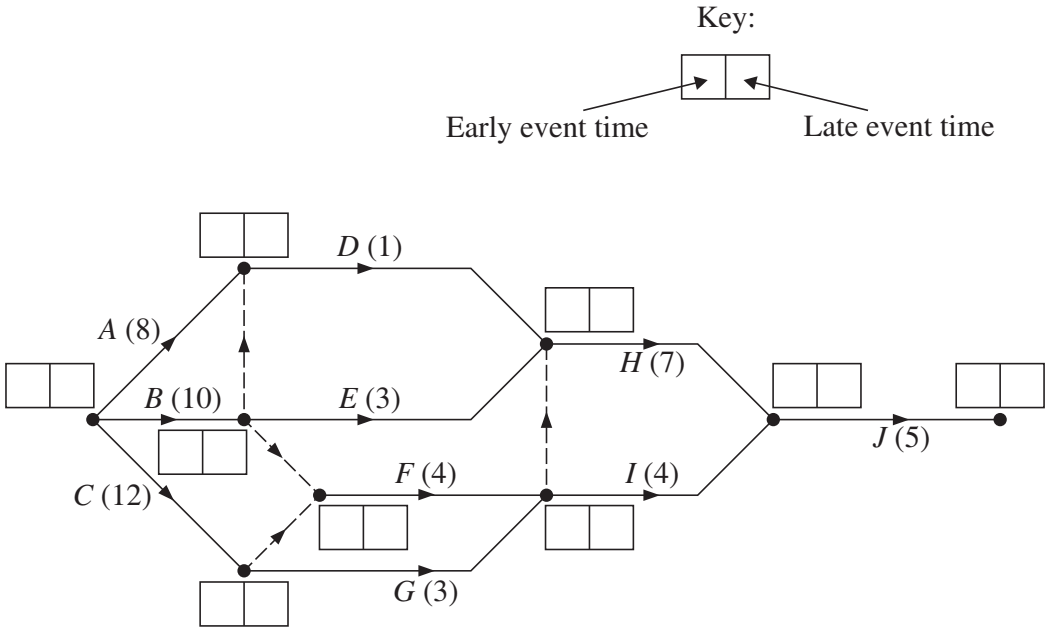 Key:
Early event time
Late event time
D (1)
A (8)
H (7)
B (10)
E (3)
J (5)
C (12)
F (4)
I (4)
G (3)